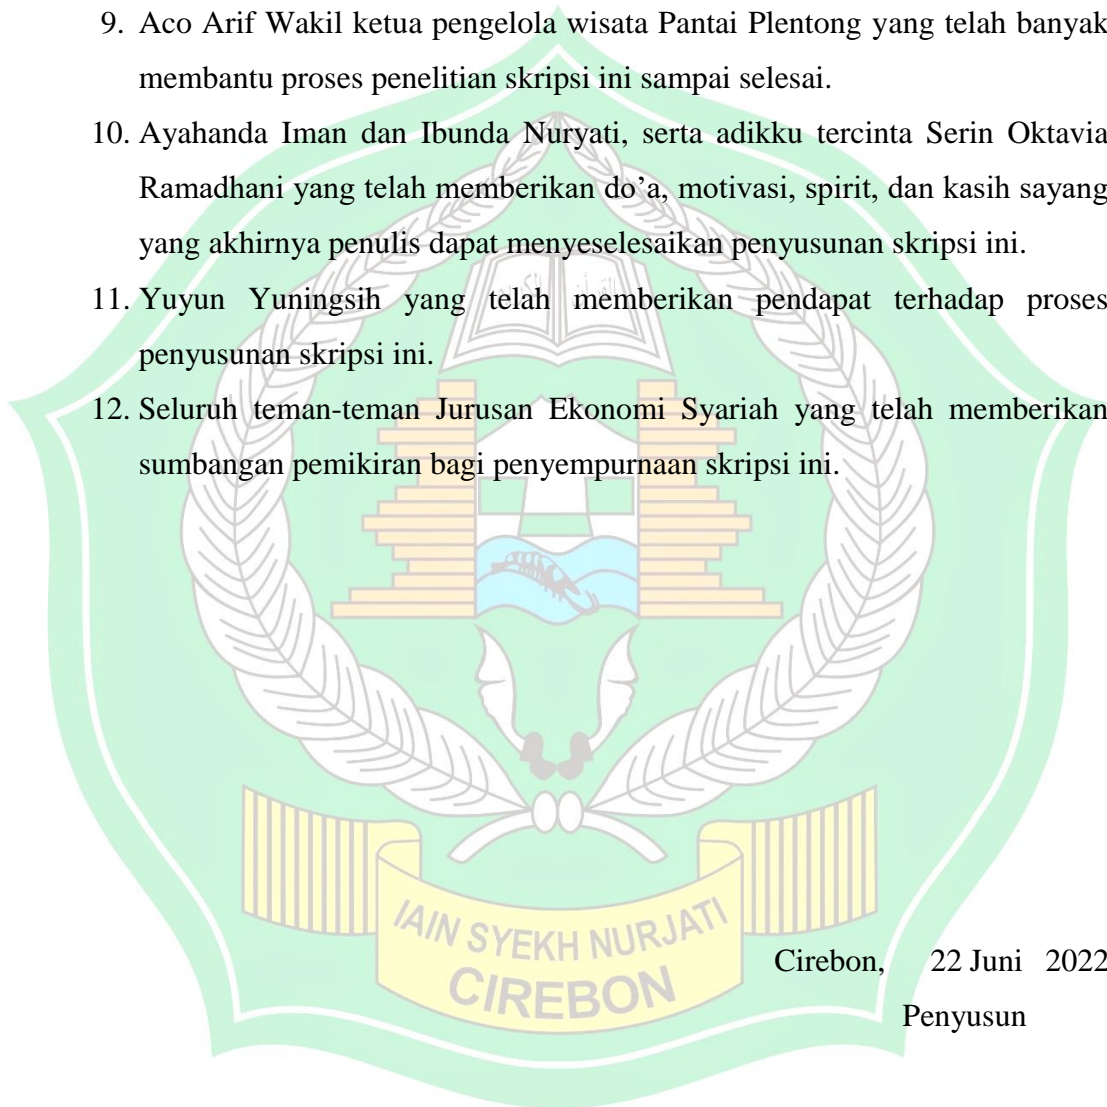 9. Aco Arif Wakil ketua pengelola wisata Pantai Plentong yang telah banyak
membantu proses penelitian skripsi ini sampai selesai.
10. Ayahanda Iman dan Ibunda Nuryati, serta adikku tercinta Serin Oktavia
Ramadhani yang telah memberikan do’a, motivasi, spirit, dan kasih sayang
yang akhirnya penulis dapat menyeselesaikan penyusunan skripsi ini.
11. Yuyun Yuningsih yang telah memberikan pendapat terhadap proses
penyusunan skripsi ini.
12. Seluruh teman-teman Jurusan Ekonomi Syariah yang telah memberikan
sumbangan pemikiran bagi penyempurnaan skripsi ini.
IAIN SYEKH NURJATI
CIREBON
Cirebon, 22 Juni 2022
Penyusun